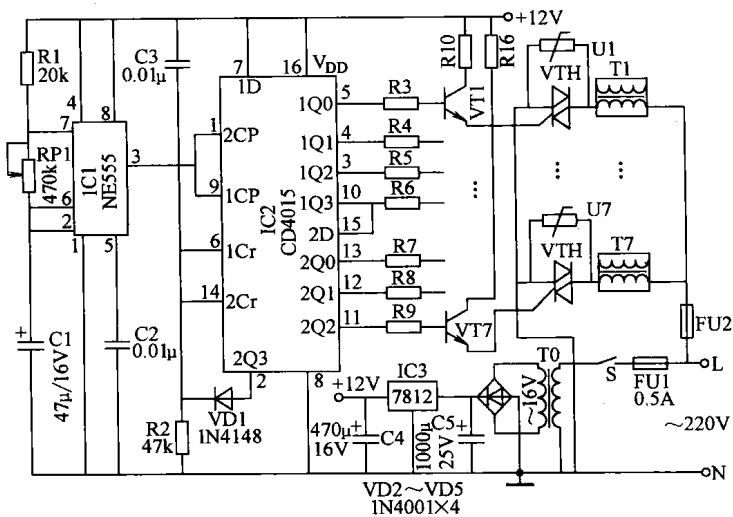 +12V
R1
20k
C3
0.01μ
7
16
VDD
1D
R10
R16
U1
VTH
T1
4
8
7
1C1
NE555
3
RP1
470k
6
2
1
5
1
2CP
9
1CP
6
1Cr
14
2Cr
IC2
CD4015
1Q0
5
R3
VT1
1Q1
4
R4
1Q2
3
R5
1Q3
10
R6
2D
15
2Q0
13
R7
2Q1
12
R8
2Q2
11
R9
VT7
...
...
...
U7
VTH
T7
FU2
C1
47μ/16V
C2
0.01μ
2Q3
2
8
VD1
1N4148
R2
47k
+12V
IC3
7812
470μ
16V
C4
1000μ
25V
C5
T0
~16V
S
FU1
0.5A
L
~220V
N
VD2~VD5
1N4001×4